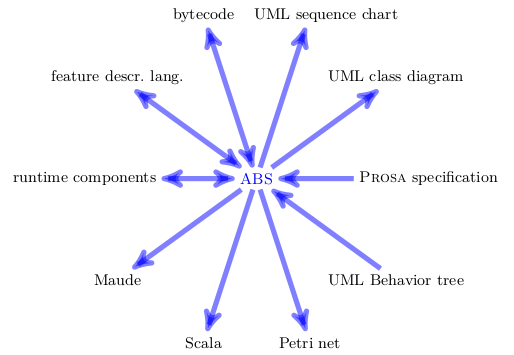 bytecode
UML sequence chart
feature descr. lang.
UML class diagram
runtime components
ABS
PROSA specification
Maude
UML Behavior tree
Scala
Petri net